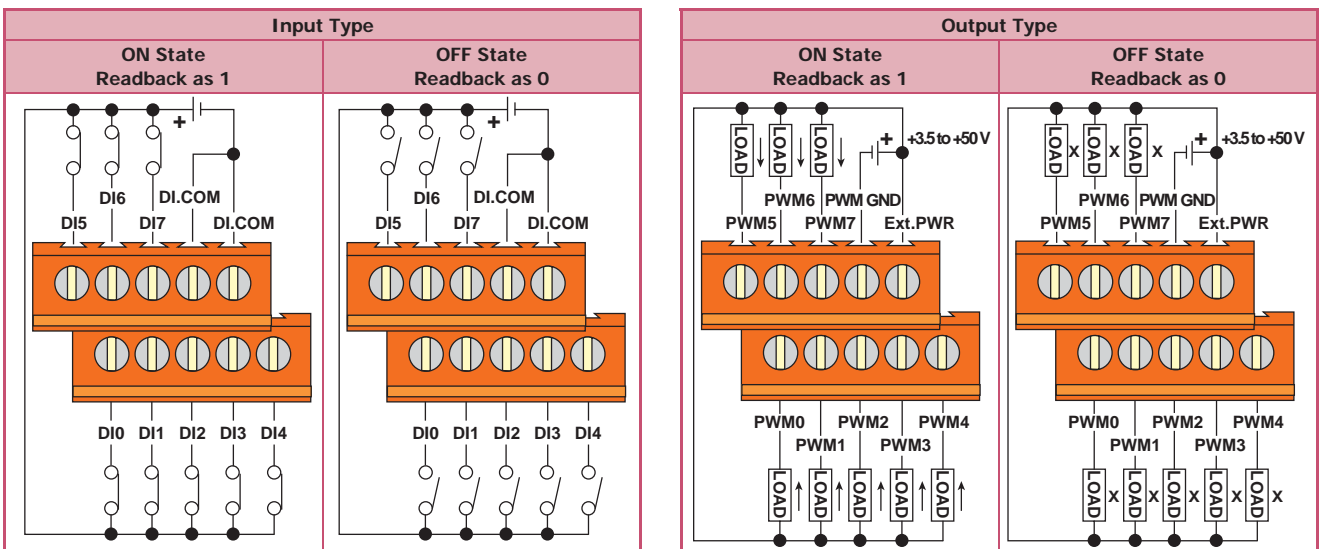 Input Type
ON State
Readback as 1
OFF State
Readback as 0
+
DI6
DI.COM
DI5
DI7
DI.COM
DI0 DI1 DI2 DI3 DI4
+
DI6
DI.COM
DI5
DI7
DI.COM
DI0 DI1 DI2 DI3 DI4
Output Type
ON State
Readback as 1
OFF State
Readback as 0
LOAD LOAD LOAD
+
+3.5 to +50 V
PWM6 PWM GND
PWM5 PWM7 Ext.PWR
PWM0 PWM2 PWM4
PWM1 PWM3
LOAD LOAD LOAD LOAD LOAD
LOAD X LOAD X LOAD X
+
+3.5 to +50 V
PWM6 PWM GND
PWM5 PWM7 Ext.PWR
PWM0 PWM2 PWM4
PWM1 PWM3
LOAD X LOAD X LOAD X LOAD X LOAD X